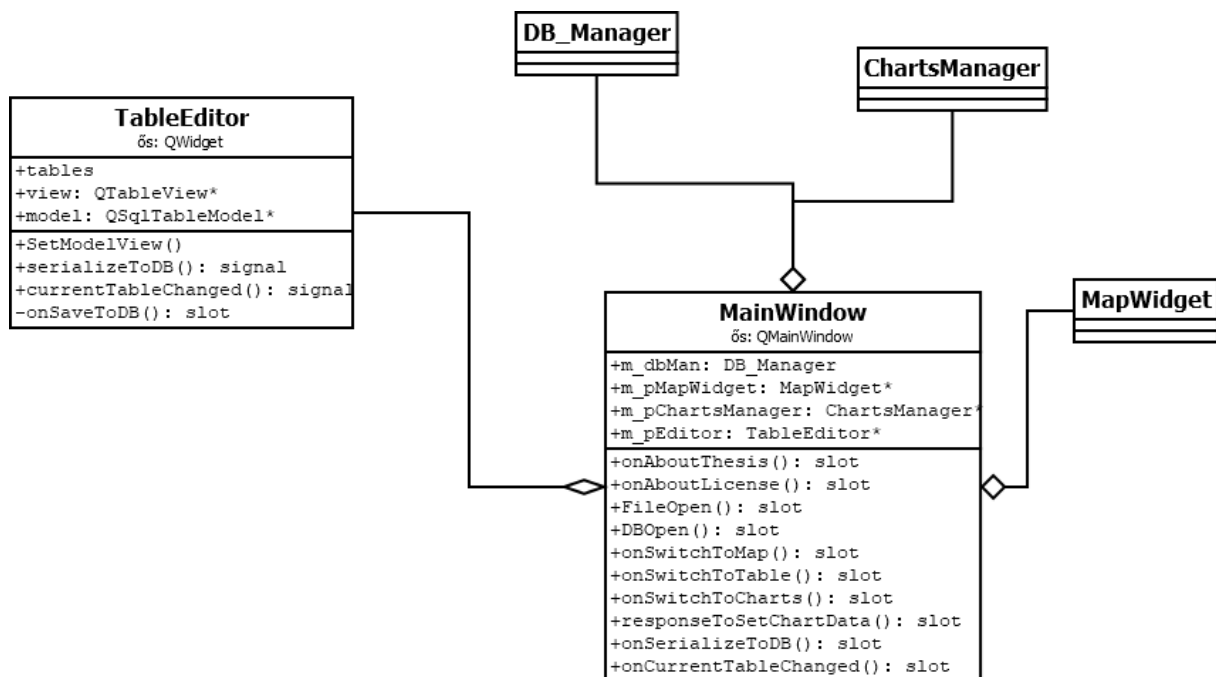 DB_Manager
ChartsManager
TableEditor
ős: QWidget
+tables
+view: QTableView*
+model: QSqlTableModel*
+SetModelView()
+serializeToDB(): signal
+currentTableChanged(): signal
-onSaveToDB(): slot
MapWidget
MainWindow
ős: QMainWindow
+m_dbMan: DB_Manager
+m_pMapWidget: MapWidget*
+m_pChartsManager: ChartsManager*
+m_pEditor: TableEditor*
+onAboutThesis(): slot
+onAboutLicense(): slot
+FileOpen(): slot
+DBOpen(): slot
+onSwitchToMap(): slot
+onSwitchToTable(): slot
+onSwitchToCharts(): slot
+responseToSetChartData(): slot
+onSerializeToDB(): slot
+onCurrentTableChanged(): slot